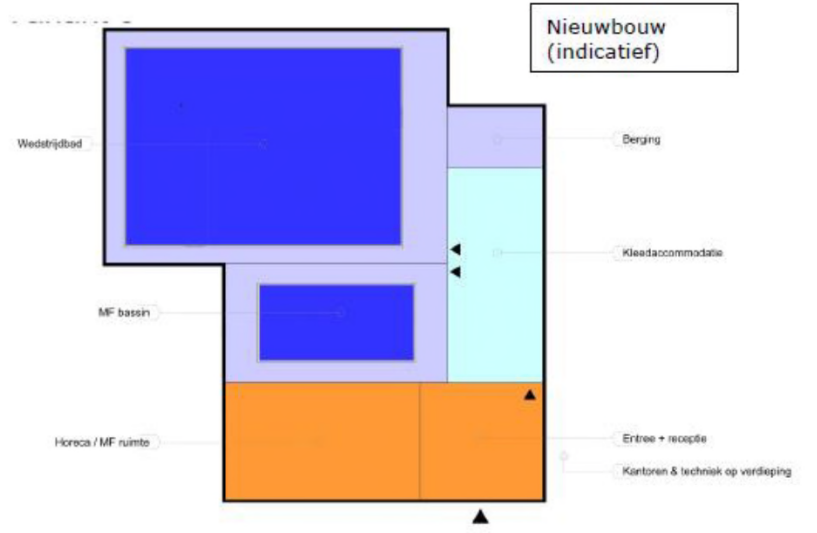 Nieuwbouw
(indicatief)
Wedstrijdbad
Berging
Kleedaccommodatie
MF bassin
Horeca / MF ruimte
Entree + receptie
Kantoren & techniek op verdieping